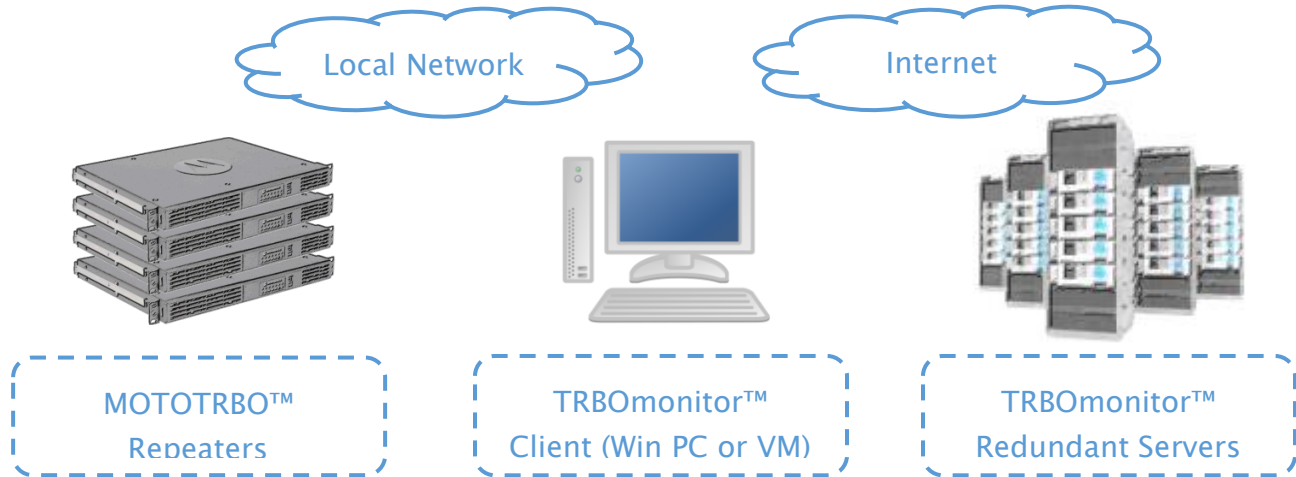 Local Network
Internet
MOTOTRBO™
Repeaters
TRBOmonitor™
Client (Win PC or VM)
TRBOmonitor™
Redundant Servers